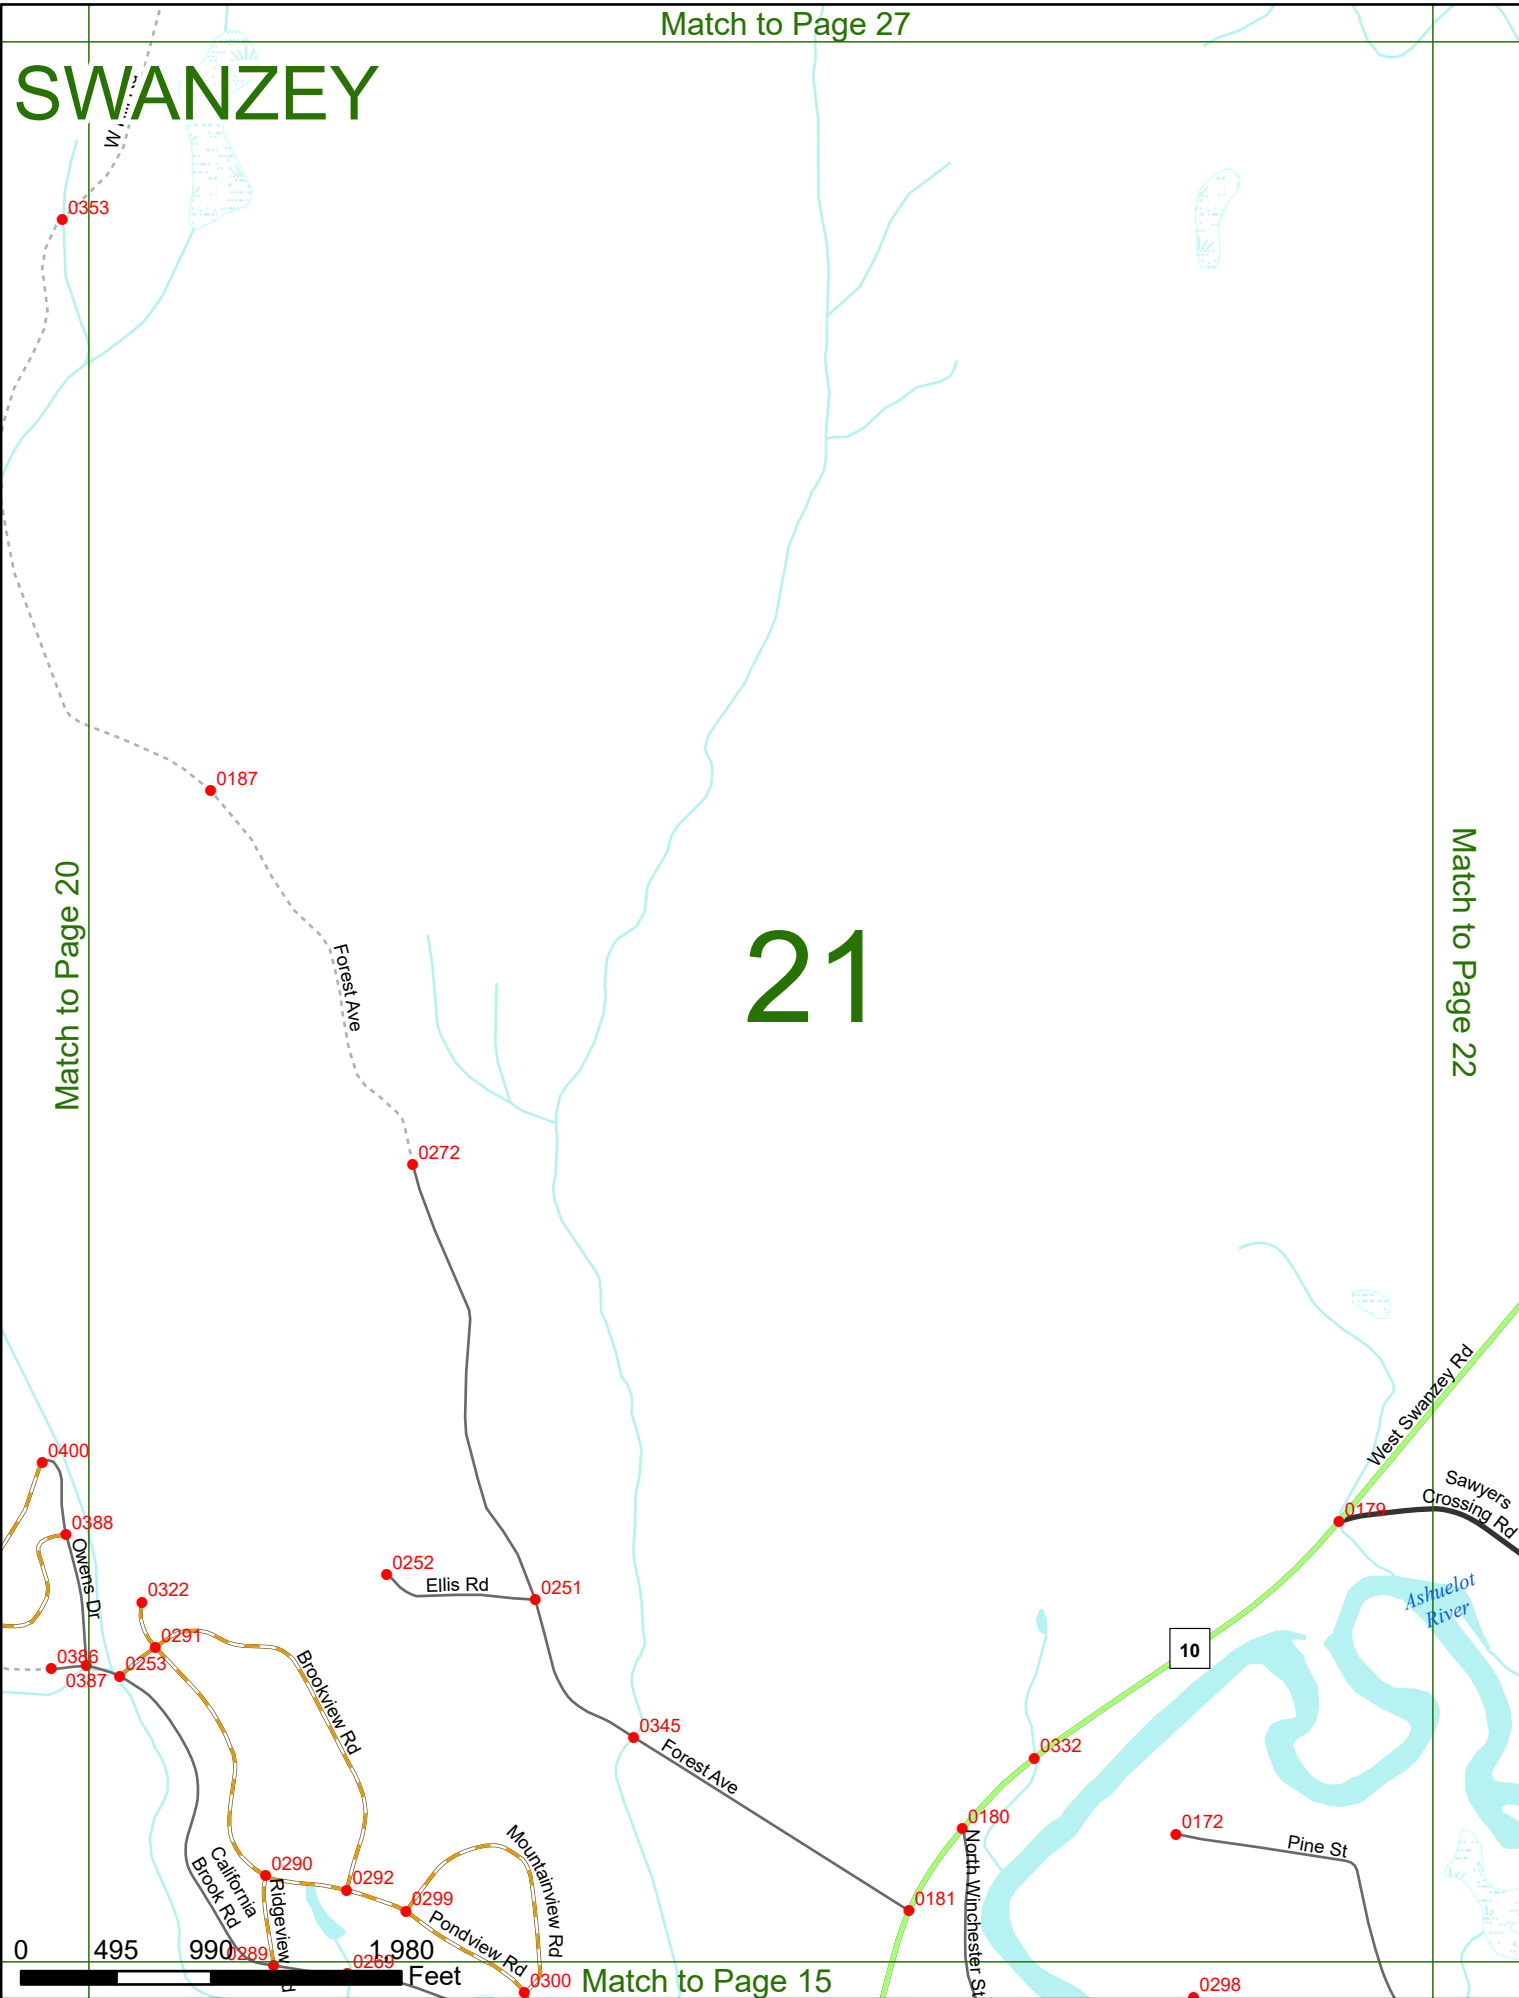 Match to Page 27
SWANZEY
W
0353
0187
Match to Page 20
Match to Page 22
21
Forest Ave
0272
West Swanzey Rd
0400
Sawyers
Crossing Rd
0179
0388
Owens Dr
0252
Ellis Rd
0251
0322
Ashuelot
River
0291
10
0386
0387
0253
Brookview Rd
0345
Forest Ave
0332
0180
0172
Pine St
North Winchester St
Mountainview Rd
California
Brook Rd
0290
Ridgeview Rd
0292
0299
Pondview Rd
0181
0289
0269
0300
0298
0 495 990 1,980
Feet
Match to Page 15